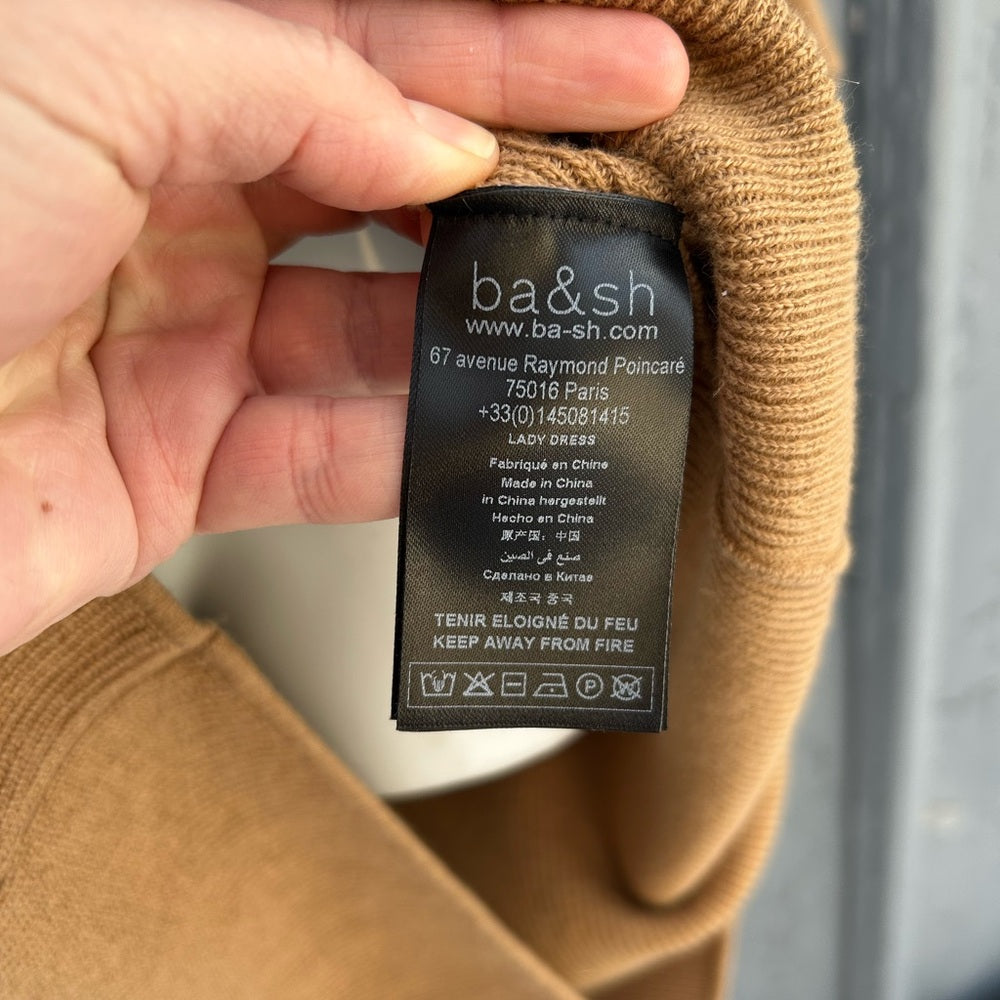 ba&sh
www.ba-sh.com
67 avenue Raymond Poincaré
75016 Paris
+33(0)145081415
LADY DRESS
Fabriqué en Chine
Made in China
in China hergestellt
Hecho en China
原产国：中国
صنع في الصين
Сделано в Китае
제조국 중국
TENIR ELOIGNÉ DU FEU
KEEP AWAY FROM FIRE
P